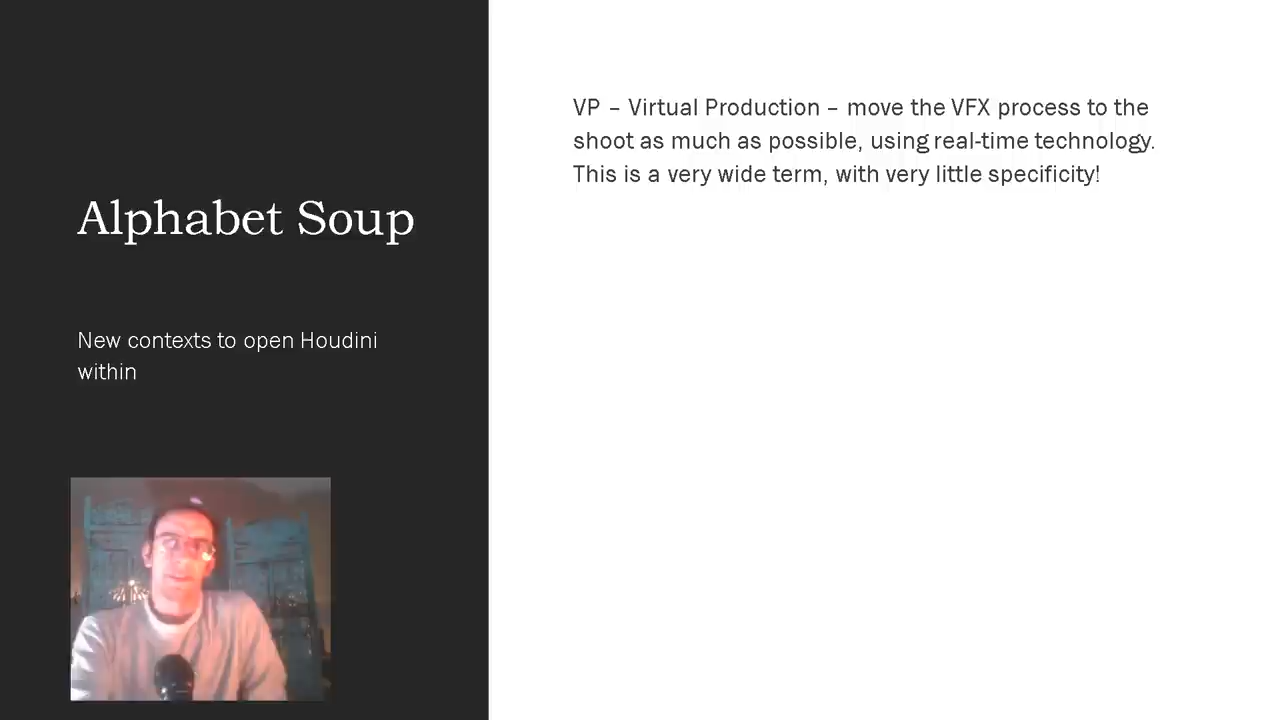 Alphabet Soup
New contexts to open Houdini
within
VP – Virtual Production – move the VFX process to the
shoot as much as possible, using real-time technology.
This is a very wide term, with very little specificity!